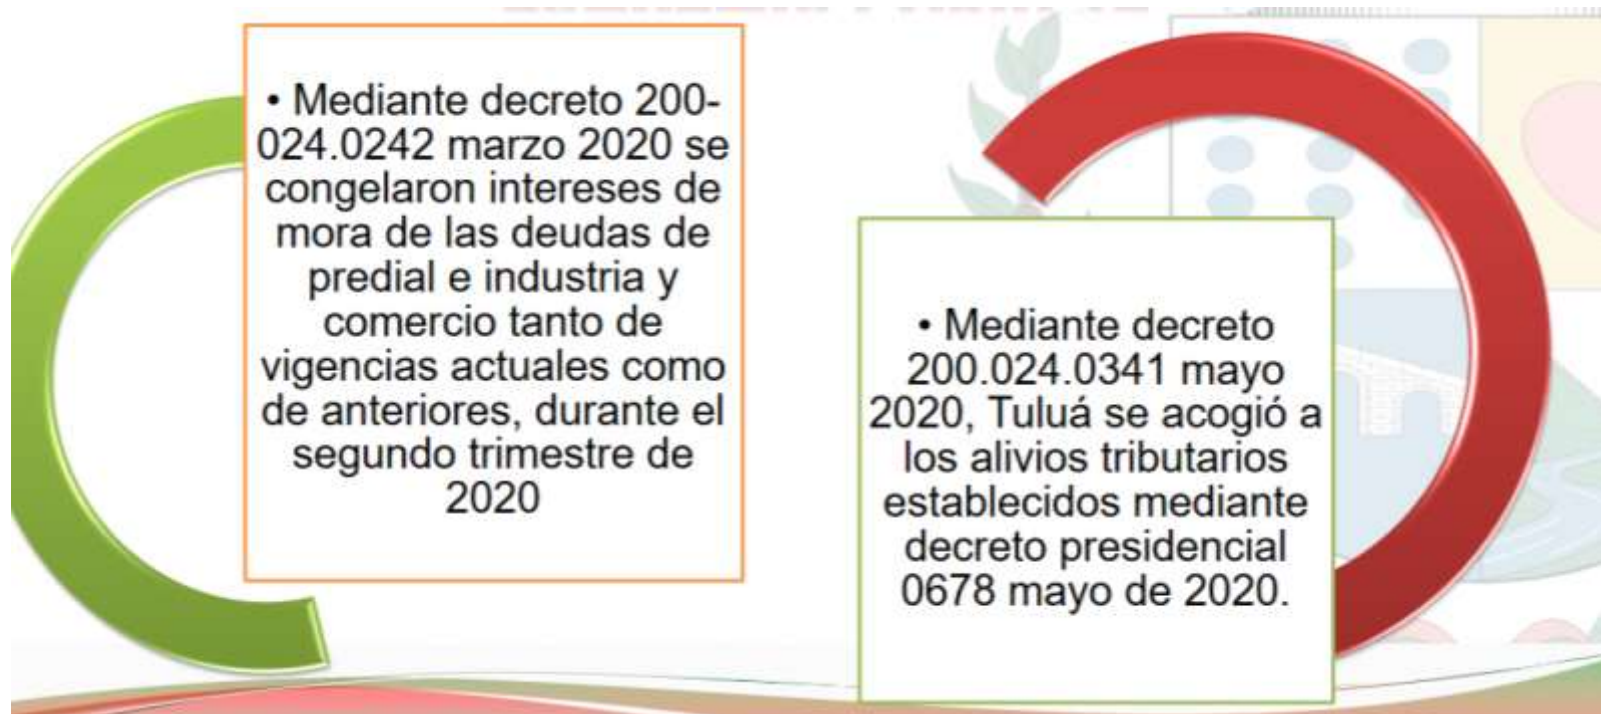 • Mediante decreto 200-
024.0242 marzo 2020 se
congelaron intereses de
mora de las deudas de
predial e industria y
comercio tanto de
vigencias actuales como
de anteriores, durante el
segundo trimestre de
2020
• Mediante decreto
200.024.0341 mayo
2020, Tuluá se acogió a
los alivios tributarios
establecidos mediante
decreto presidencial
0678 mayo de 2020.